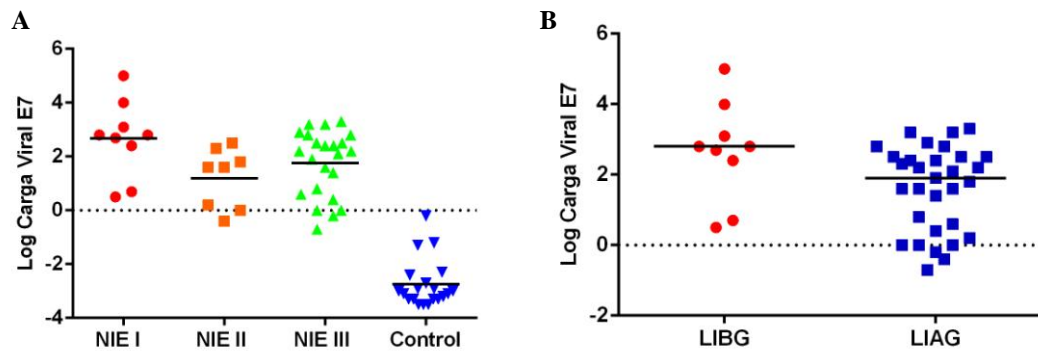 A
Log Carga Viral E7
6
4
2
0
-2
-4
NIE I NIE II NIE III Control
B
Log Carga Viral E7
6
4
2
0
-2
LIBG LIAG